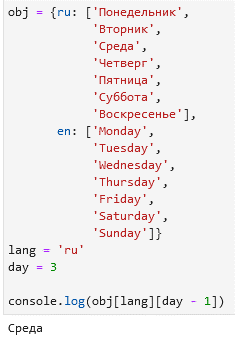 obj = {ru: ['Понедельник',
            'Вторник',
            'Среда',
            'Четверг',
            'Пятница',
            'Суббота',
            'Воскресенье'],
       en: ['Monday',
            'Tuesday',
            'Wednesday',
            'Thursday',
            'Friday',
            'Saturday',
            'Sunday']}
lang = 'ru'
day = 3

console.log(obj[lang][day - 1])
Среда